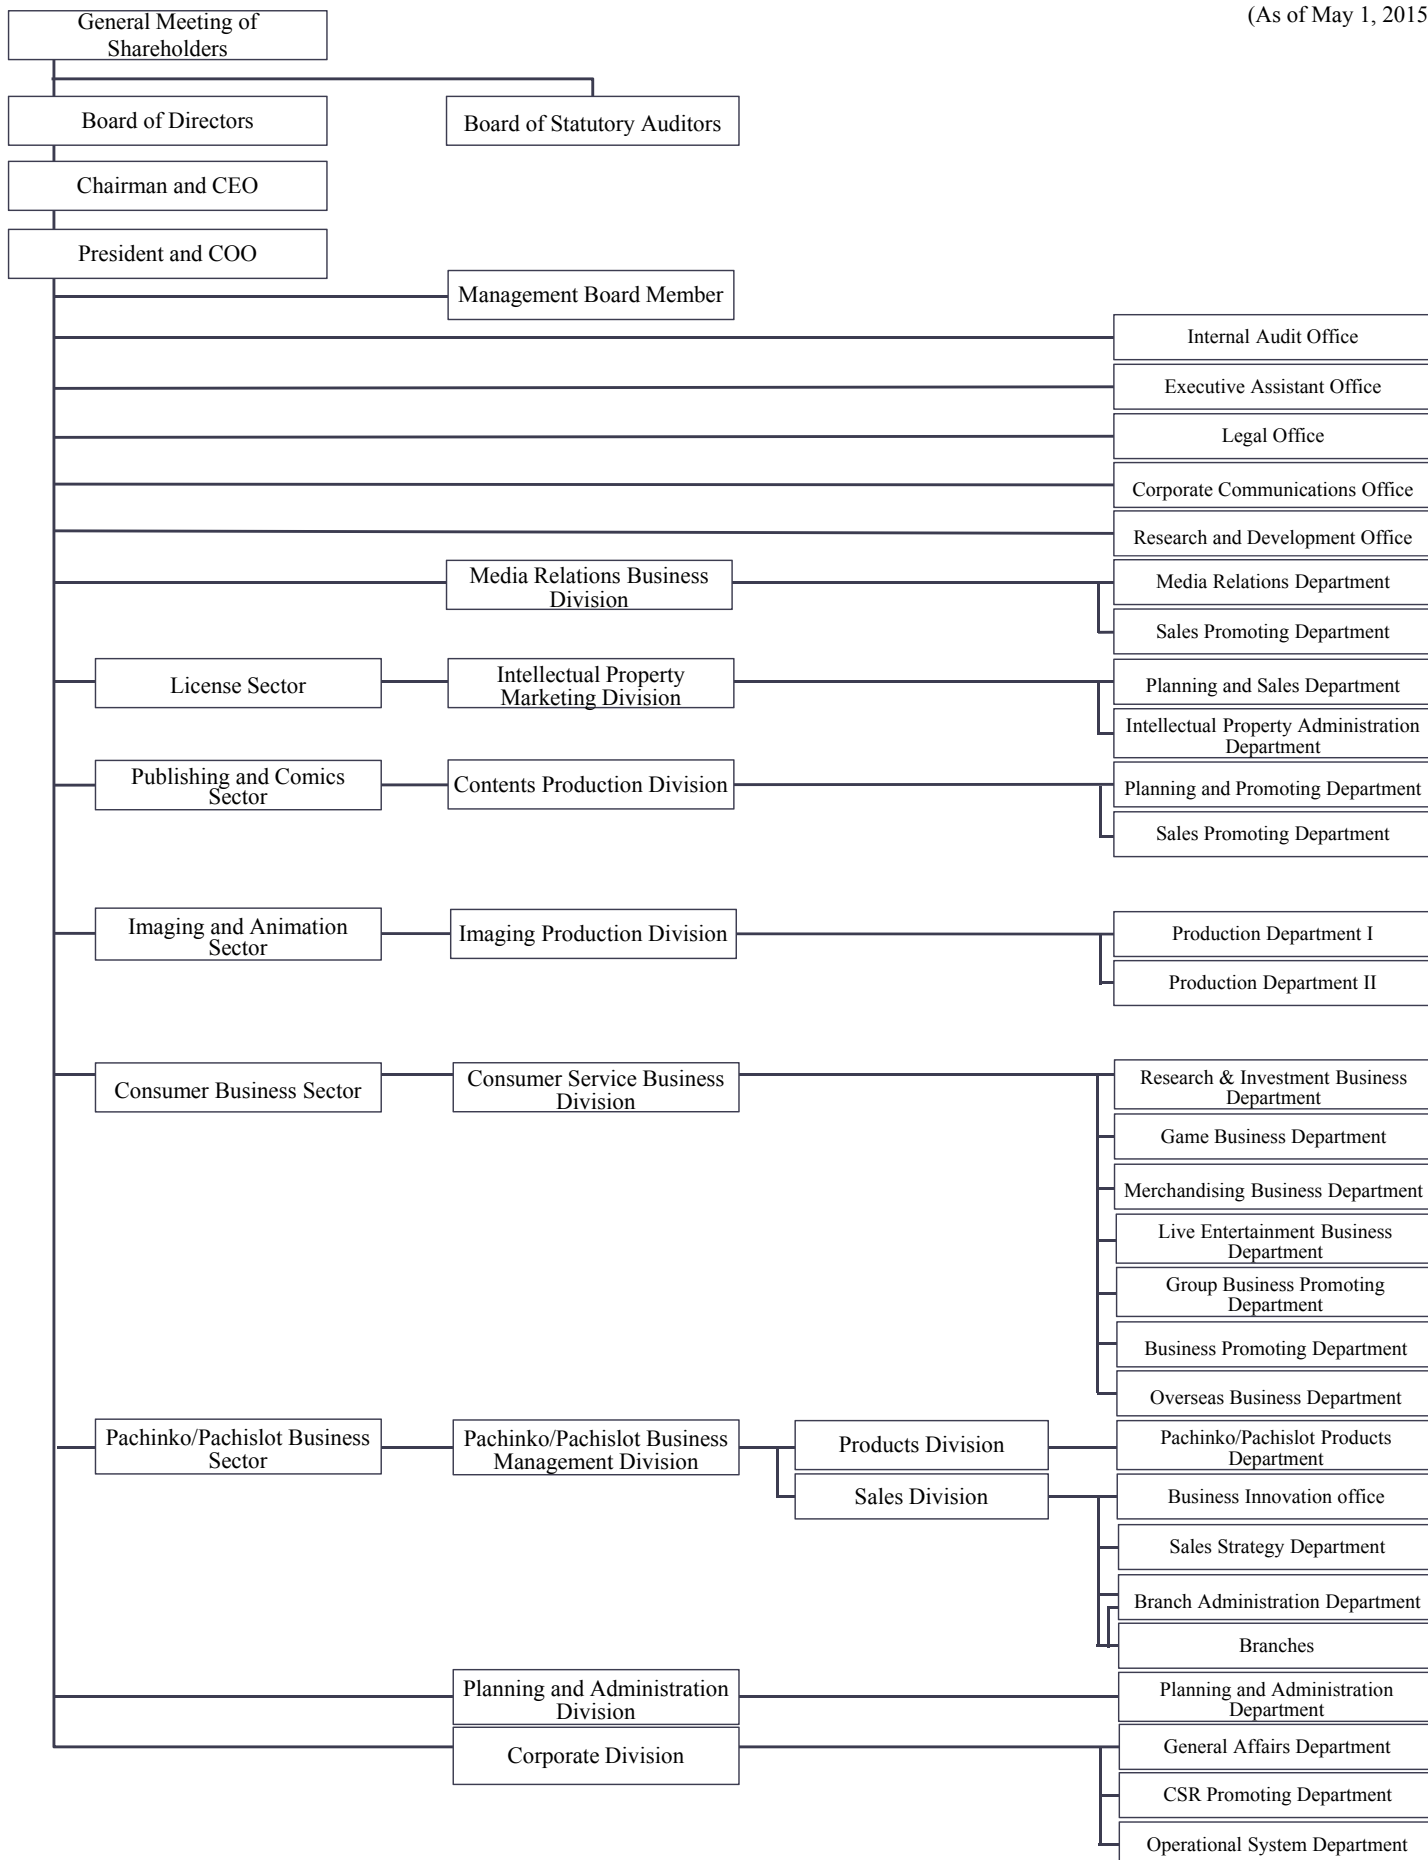 (As of May 1, 2015
General Meeting of
Shareholders
Board of Directors
Board of Statutory Auditors
Chairman and CEO
President and COO
Management Board Member
Internal Audit Office
Executive Assistant Office
Legal Office
Corporate Communications Office
Research and Development Office
Media Relations Business
Division
Media Relations Department
Sales Promoting Department
License Sector
Intellectual Property
Marketing Division
Planning and Sales Department
Intellectual Property Administration
Department
Publishing and Comics
Sector
Contents Production Division
Planning and Promoting Department
Sales Promoting Department
Imaging and Animation
Sector
Imaging Production Division
Production Department I
Production Department II
Consumer Business Sector
Consumer Service Business
Division
Research & Investment Business
Department
Game Business Department
Merchandising Business Department
Live Entertainment Business
Department
Group Business Promoting
Department
Business Promoting Department
Overseas Business Department
Pachinko/Pachislot Business
Sector
Pachinko/Pachislot Business
Management Division
Products Division
Pachinko/Pachislot Products
Department
Sales Division
Business Innovation office
Sales Strategy Department
Branch Administration Department
Branches
Planning and Administration
Division
Planning and Administration
Department
Corporate Division
General Affairs Department
CSR Promoting Department
Operational System Department